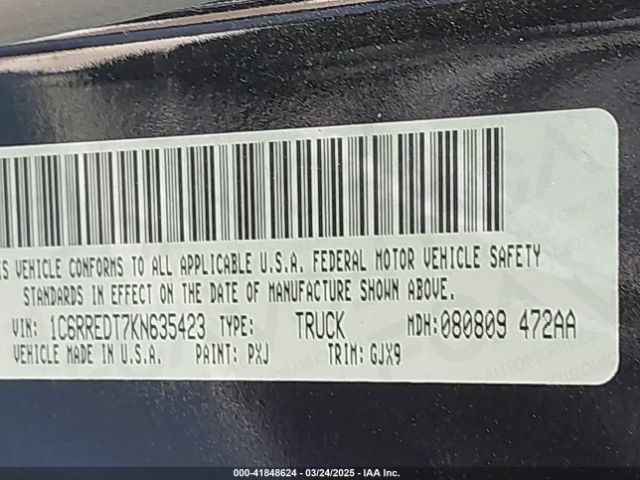 IS VEHICLE CONFORMS TO ALL APPLICABLE U.S.A. FEDERAL MOTOR VEHICLE SAFETY
STANDARDS IN EFFECT ON THE DATE OF MANUFACTURE SHOWN ABOVE.
VIN: 1C6RREDT7KN635423 TYPE: TRUCK MDH:080809 472AA
VEHICLE MADE IN U.S.A. PAINT: PXJ TRIM: GJX9
000-41848624 — 03/24/2025 — IAA Inc.